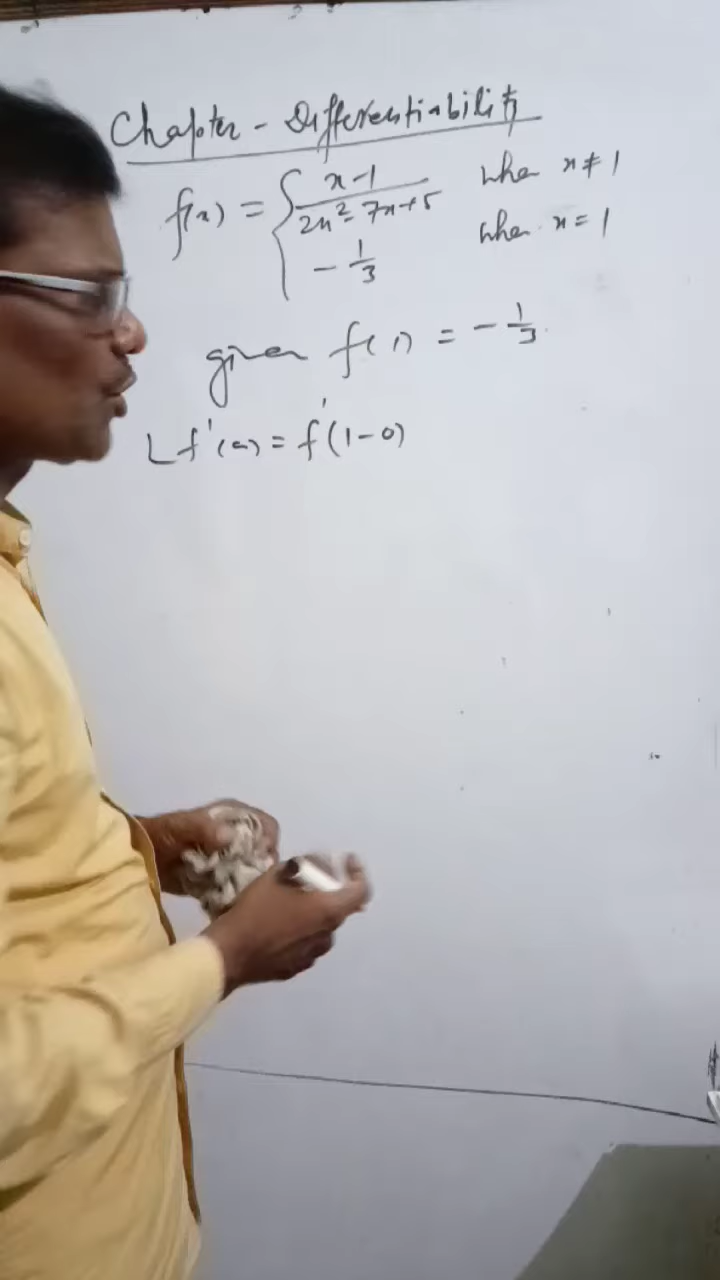 Chapter - Differentiability
f(x) = { x-1 / 2x² - 7x+5 when x ≠ 1
- 1/3 when x = 1
given f(1) = - 1/3
Lf'(a) = f'(1-0)